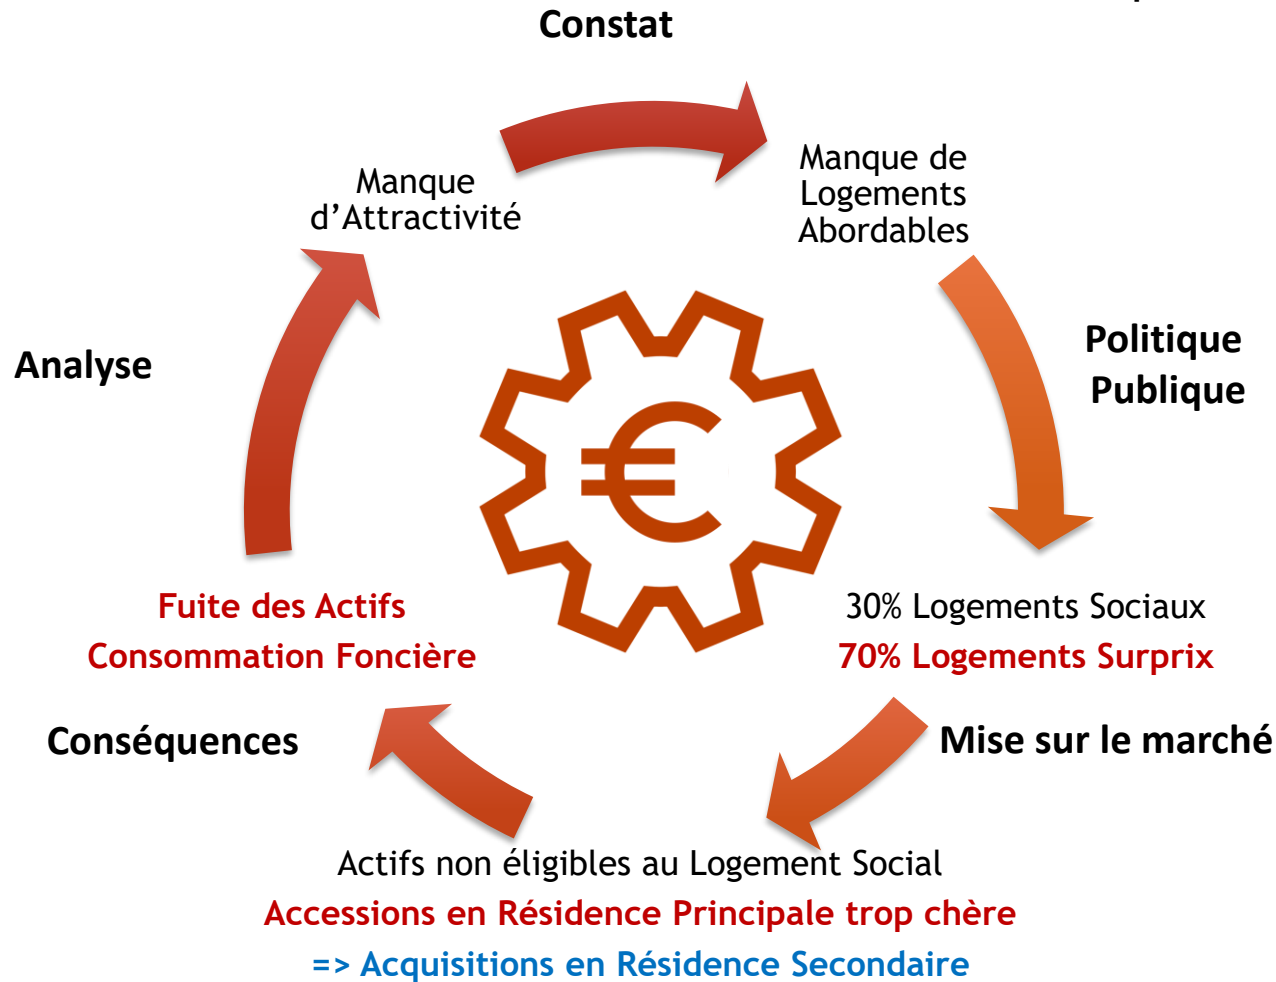 Constat
Manque
d’Attractivité
Manque de
Logements
Abordables
Analyse
Politique
Publique
€
Fuite des Actifs
Consommation Foncière
30% Logements Sociaux
70% Logements Surprix
Conséquences
Mise sur le marché
Actifs non éligibles au Logement Social
Accessions en Résidence Principale trop chère
=> Acquisitions en Résidence Secondaire